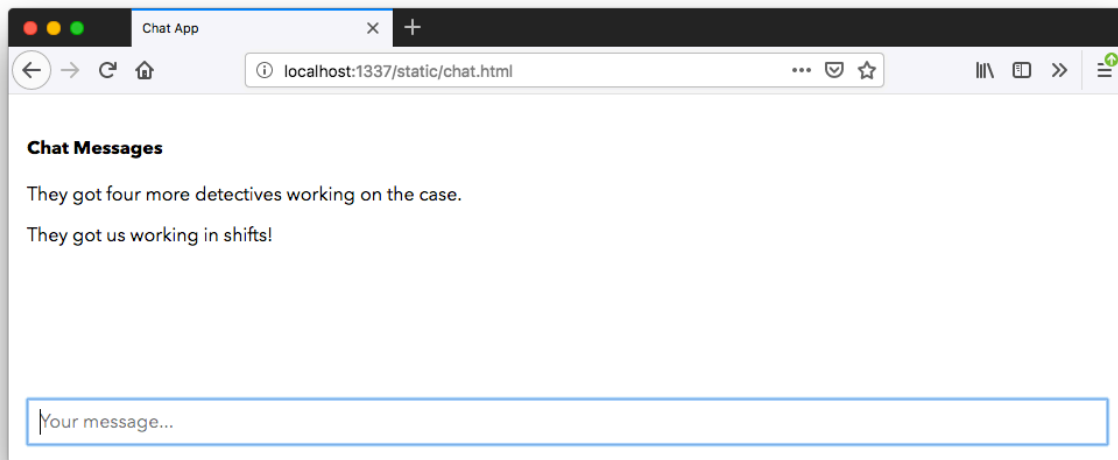 Chat App
localhost:1337/static/chat.html
Chat Messages
They got four more detectives working on the case.
They got us working in shifts!
Your message...